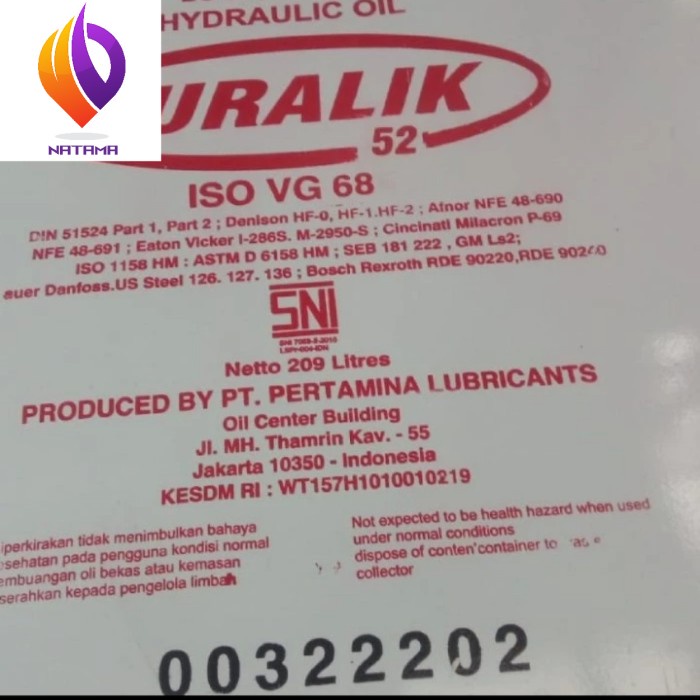 HYDRAULIC OIL
NATAMA
URALIK
52
ISO VG 68
DIN 51524 Part 1, Part 2 ; Denison HF-0, HF-1.HF-2 ; Afnor NFE 48-690
NFE 48-691 ; Eaton Vicker I-286S. M-2950-S ; Cincinati Milacron P-69
ISO 1158 HM : ASTM D 6158 HM ; SEB 181 222 , GM Ls2;
auer Danfoss.US Steel 126. 127. 136 ; Bosch Rexroth RDE 90220,RDE 90240
SNI
Netto 209 Litres
PRODUCED BY PT. PERTAMINA LUBRICANTS
Oil Center Building
Jl. MH. Thamrin Kav. - 55
Jakarta 10350 - Indonesia
KESDM RI : WT157H1010010219
iperkirakan tidak menimbulkan bahaya
esehatan pada pengguna kondisi normal
embuangan oli bekas atau kemasan
serahkan kepada pengelola limbah
Not expected to be health hazard when used
under normal conditions
dispose of conten'container to
collector
00322202